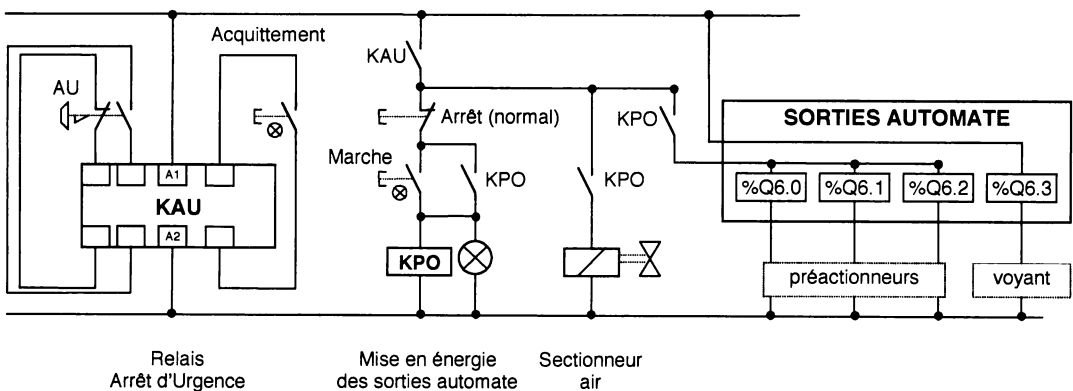 Acquittement
AU
KAU
Arrêt (normal)
KPO
SORTIES AUTOMATE
Marche
KPO
KPO
A1
KAU
A2
%Q6.0
%Q6.1
%Q6.2
%Q6.3
KPO
préactionneurs
voyant
Relais
Arrêt d'Urgence
Mise en énergie
des sorties automate
Sectionneur
air